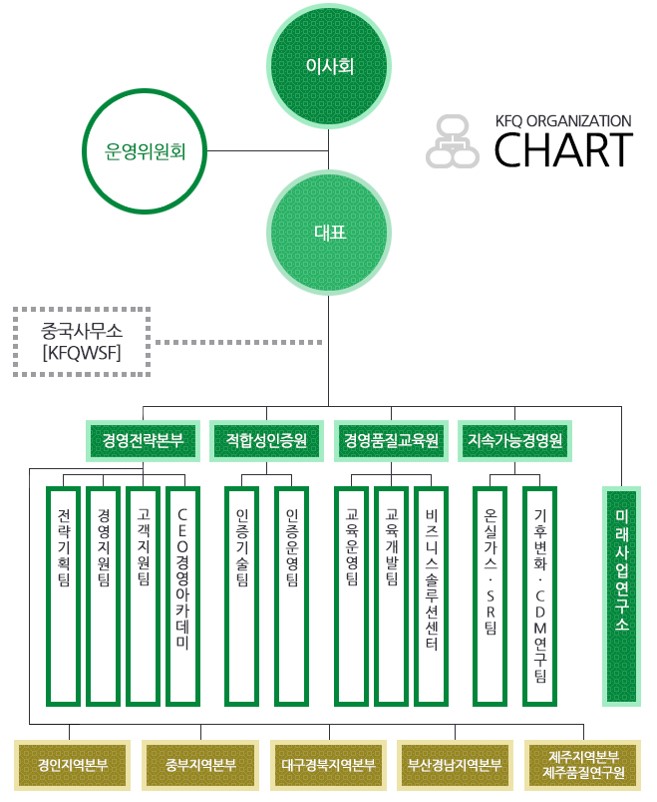 이사회
KFQ ORGANIZATION
CHART
운영위원회
대표
중국사무소
[KFQWSF]
경영전략본부
적합성인증원
경영품질교육원
지속가능경영원
전략기획팀
경영지원팀
고객지원팀
CEO경영아카데미
인증기술팀
인증운영팀
교육운영팀
교육개발팀
비즈니스솔루션센터
온실가스·SR팀
기후변화·CDM연구팀
미래사업연구소
경인지역본부
중부지역본부
대구경북지역본부
부산경남지역본부
제주지역본부
제주품질연구원